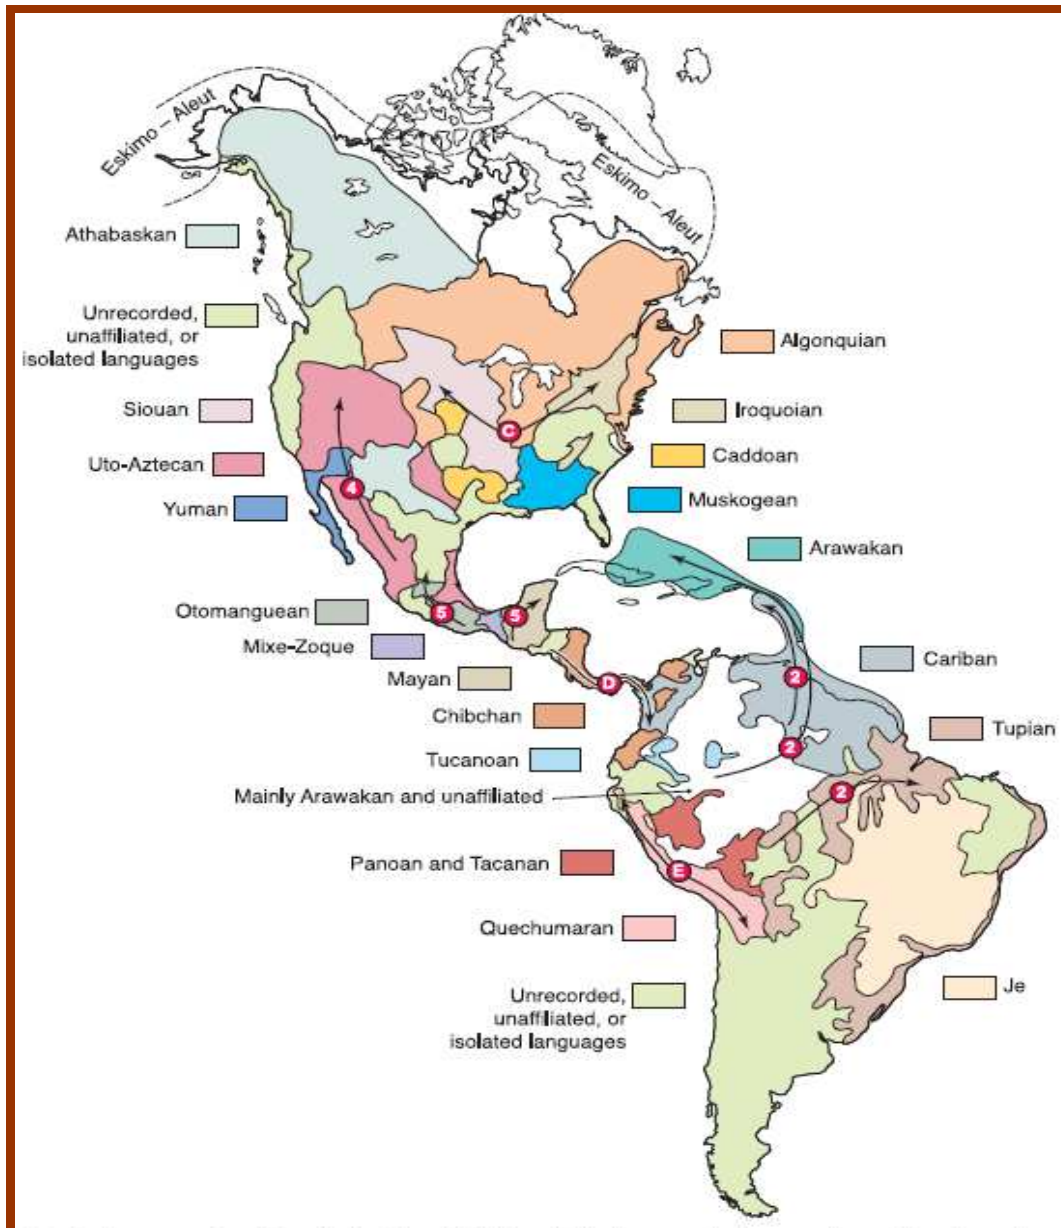 Eskimo – Aleut
Eskimo – Aleut
Athabaskan
Unrecorded,
unaffiliated, or
isolated languages
Algonquian
Siouan
Iroquoian
C
Uto-Aztecan
Caddoan
4
Yuman
Muskogean
Arawakan
Otomanguean
5
5
Mixe-Zoque
Cariban
Mayan
D
2
Chibchan
Tupian
Tucanoan
2
Mainly Arawakan and unaffiliated
2
Panoan and Tacanan
E
Quechumaran
Je
Unrecorded,
unaffiliated, or
isolated languages